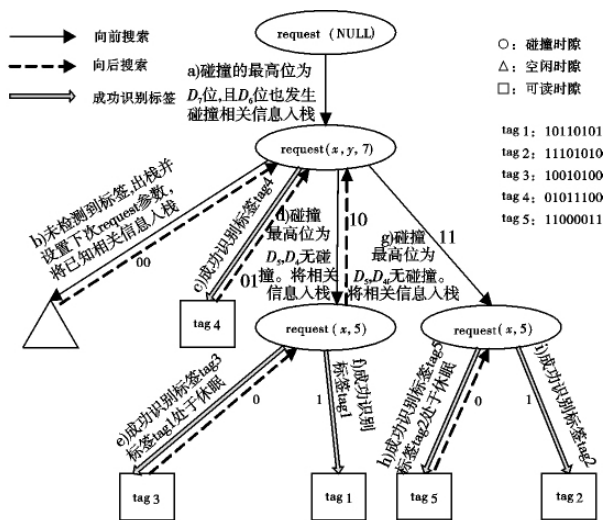 向前搜索
向后搜索
成功识别标签
request (NULL)
○：碰撞时隙
△：空闲时隙
□：可读时隙
tag 1：10110101
tag 2：11101010
tag 3：10010100
tag 4：01011100
tag 5：11000011
a)碰撞的最高位为
D7位,且D6位也发生
碰撞相关信息入栈
request(x,y,7)
b)未检测到标签,出栈并
设置下次request参数,
将已知相关信息入栈
00
c)成功识别标签tag4
01
d)碰撞
最高位为
D5,D4无碰
撞。将相关
信息入栈
10
g)碰撞
最高位为
D5,D4无碰撞。
将相关信息入栈
11
tag 4
request(x,5)
request(x,5)
e)成功识别标签tag3
标签tag1处于休眠
0
1
f)成功识别
标签tag1
h)成功识别标签tag5
标签tag2处于休眠
0
1
i)成功识别标签tag2
tag 3
tag 1
tag 5
tag 2